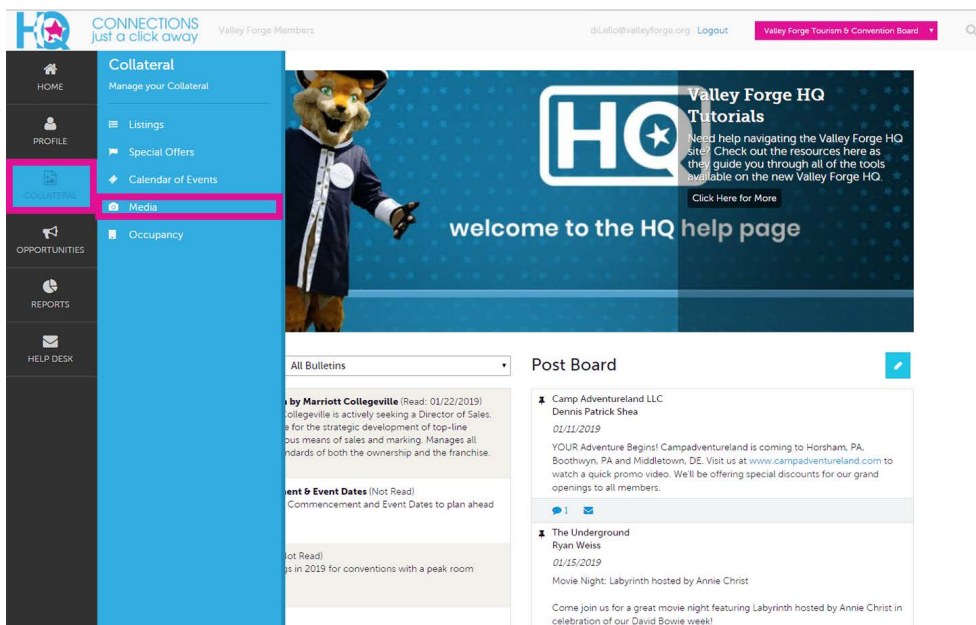 HQ
CONNECTIONS
just a click away
Valley Forge Members
diLello@valleyforge.org Logout
Valley Forge Tourism & Convention Board
HOME
PROFILE
COLLATERAL
OPPORTUNITIES
REPORTS
HELP DESK
Collateral
Manage your Collateral
Listings
Special Offers
Calendar of Events
Media
Occupancy
HQ
welcome to the HQ help page
Valley Forge HQ
Tutorials
Need help navigating the Valley Forge HQ
site? Check out the resources here as
they guide you through all of the tools
available on the new Valley Forge HQ.
Click Here for More
All Bulletins
by Marriott Collegeville (Read: 01/22/2019)
Collegeville is actively seeking a Director of Sales.
e for the strategic development of top-line
ous means of sales and marking. Manages all
ndards of both the ownership and the franchise.
ent & Event Dates (Not Read)
Commencement and Event Dates to plan ahead
Not Read)
gs in 2019 for conventions with a peak room
Post Board
Camp Adventureland LLC
Dennis Patrick Shea
01/11/2019
YOUR Adventure Begins! Campadventureland is coming to Horsham, PA,
Boothwyn, PA and Middletown, DE. Visit us at www.campadventureland.com to
watch a quick promo video. We'll be offering special discounts for our grand
openings to all members.
1
The Underground
Ryan Weiss
01/15/2019
Movie Night: Labyrinth hosted by Annie Christ
Come join us for a great movie night featuring Labyrinth hosted by Annie Christ in
celebration of our David Bowie week!